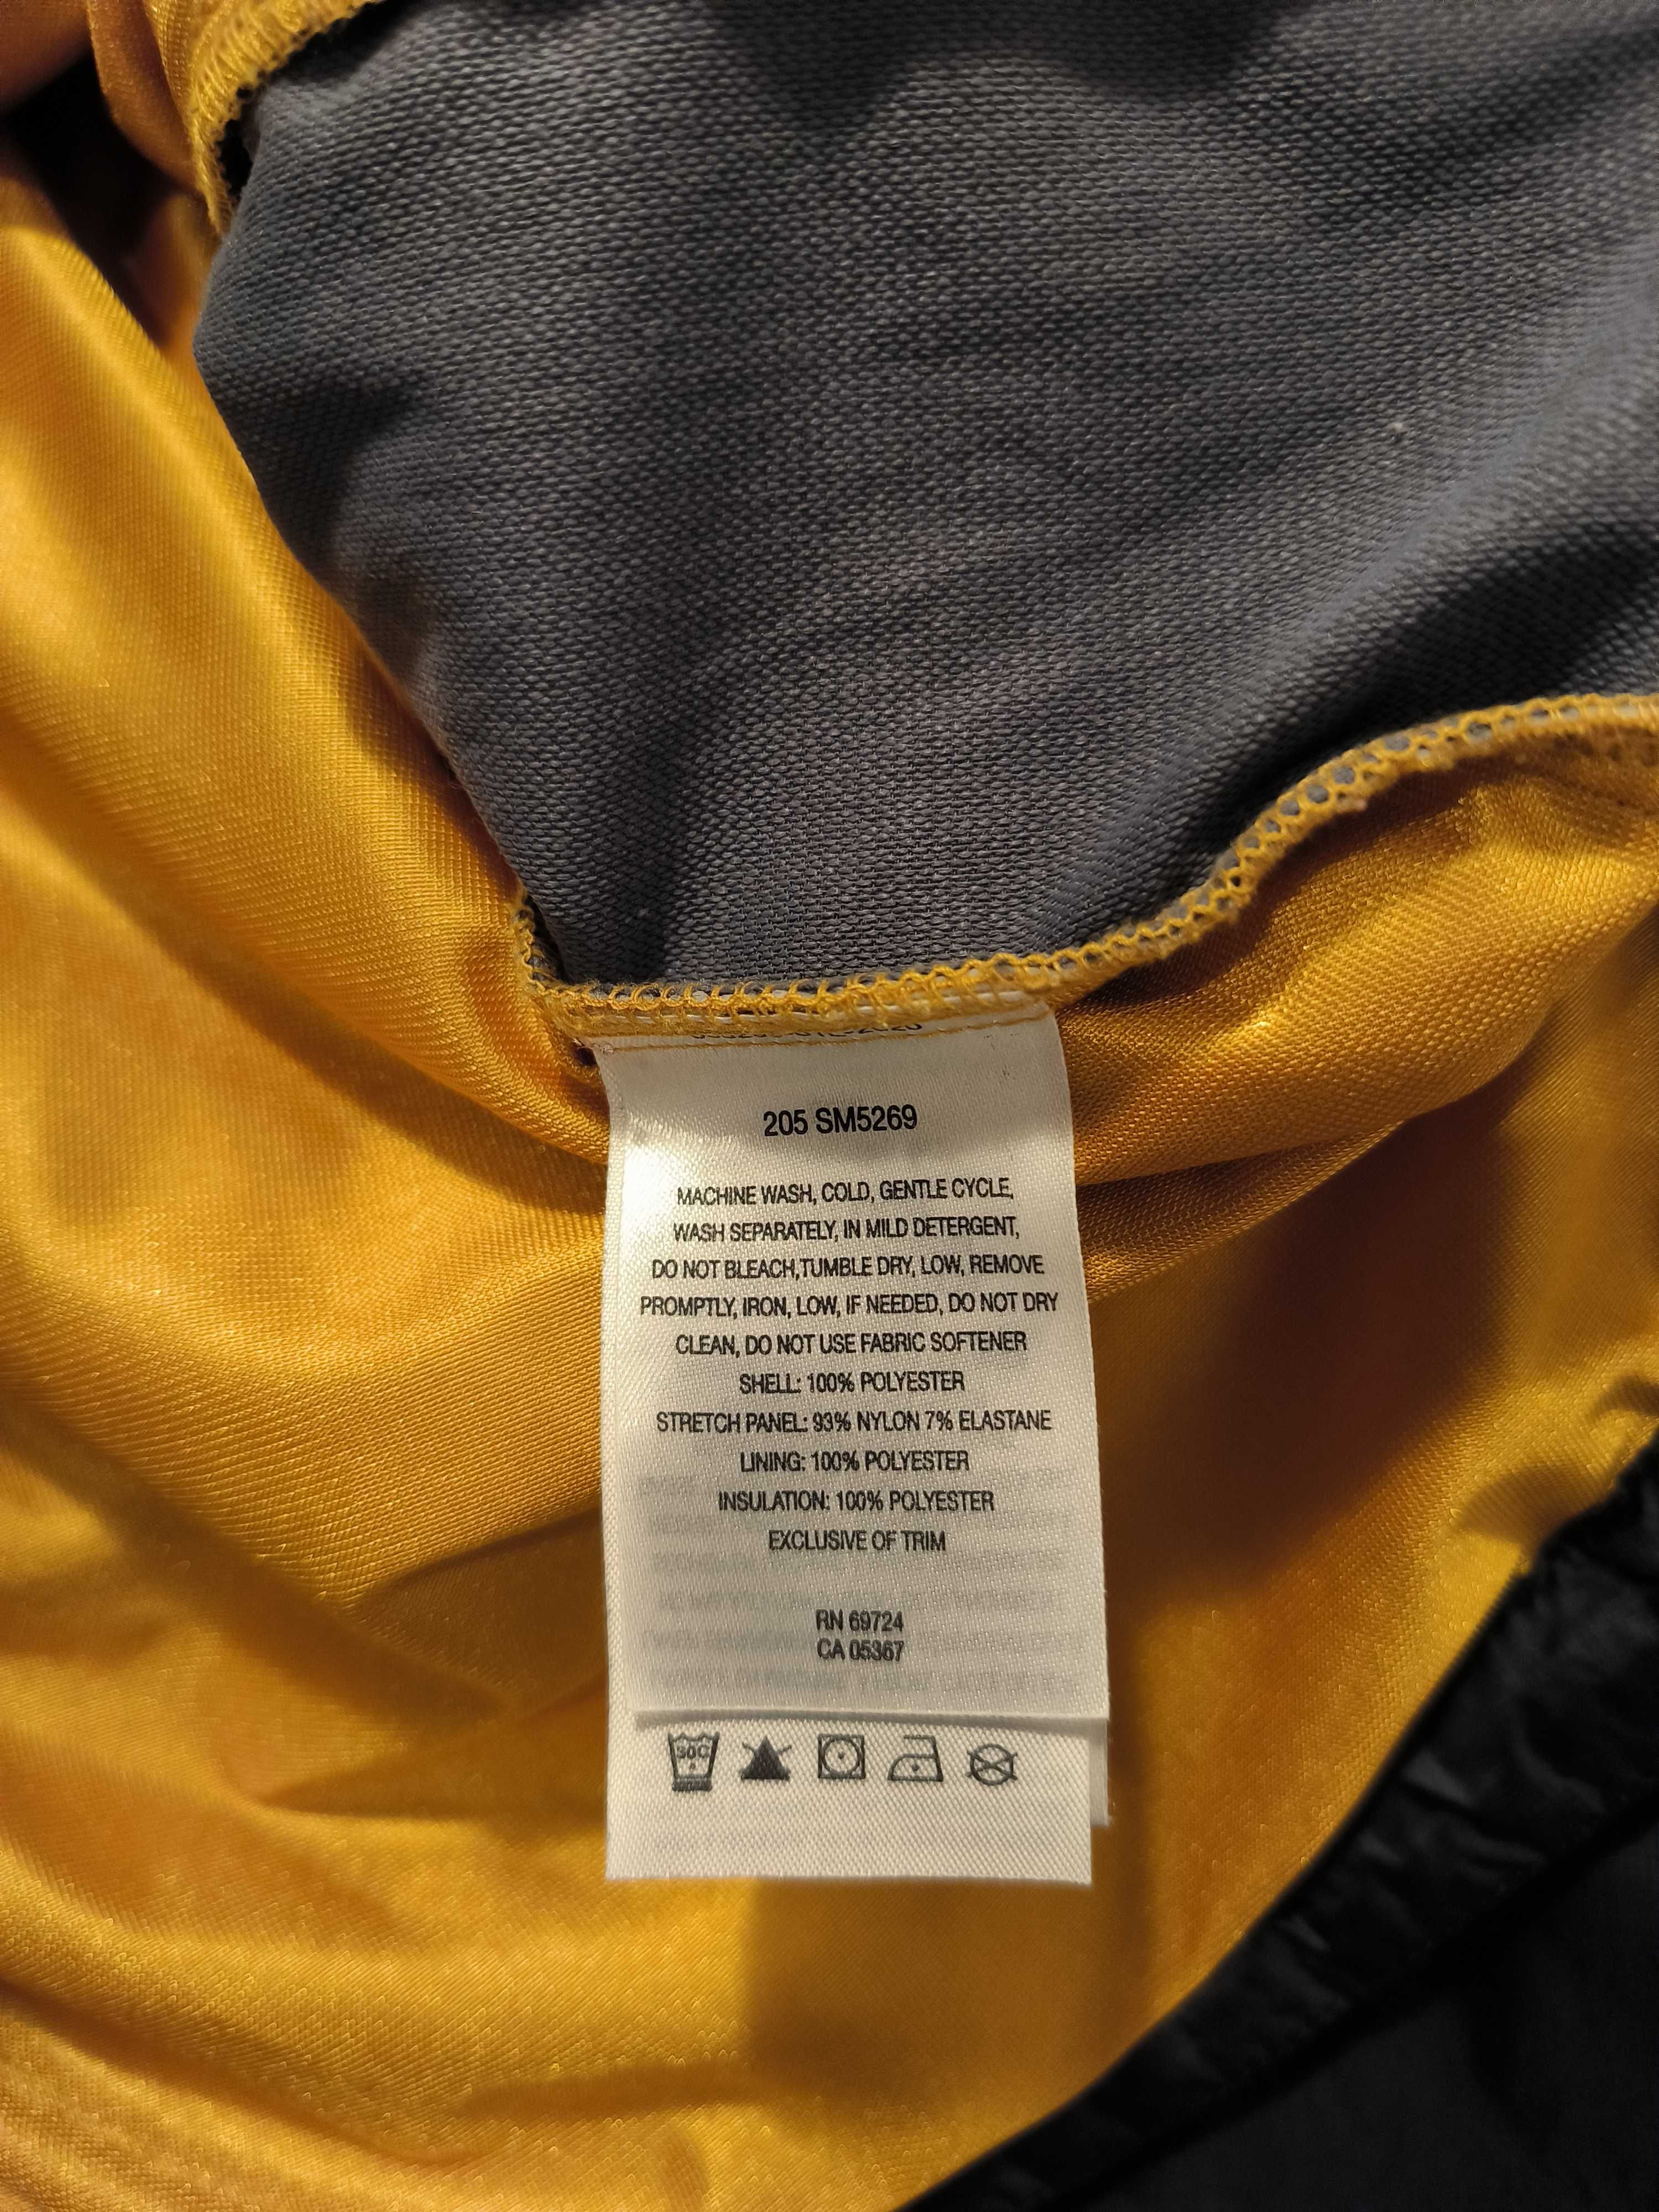 205 SM5269
MACHINE WASH, COLD, GENTLE CYCLE,
WASH SEPARATELY, IN MILD DETERGENT,
DO NOT BLEACH,TUMBLE DRY, LOW, REMOVE
PROMPTLY, IRON, LOW, IF NEEDED, DO NOT DRY
CLEAN, DO NOT USE FABRIC SOFTENER
SHELL: 100% POLYESTER
STRETCH PANEL: 93% NYLON 7% ELASTANE
LINING: 100% POLYESTER
INSULATION: 100% POLYESTER
EXCLUSIVE OF TRIM
RN 69724
CA 05367
30C